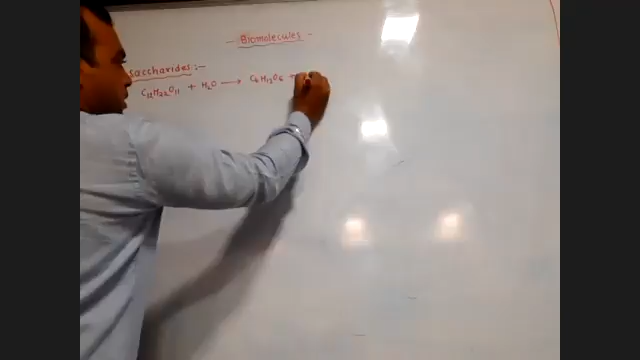 - Biomolecules -
saccharides :-
C₁₂H₂₂O₁₁ + H₂O ⟶ C₆H₁₂O₆ +